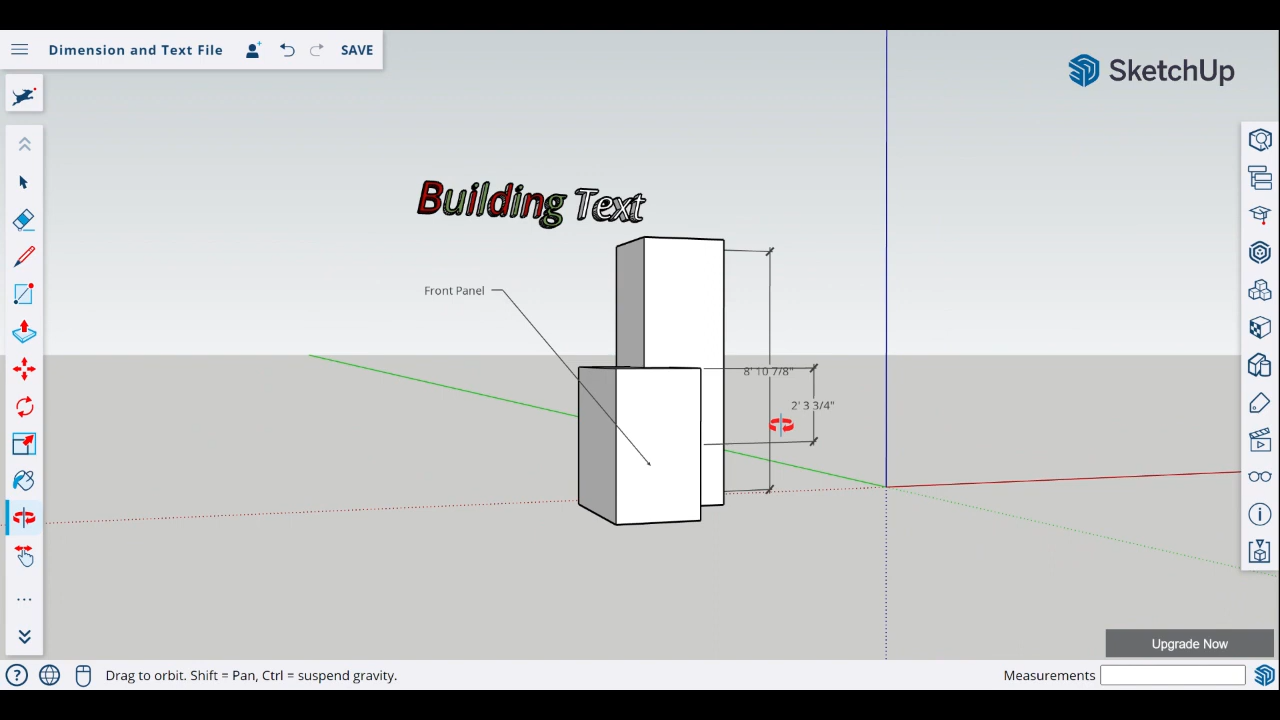 Dimension and Text File
SAVE
SketchUp
Building Text
Front Panel
8' 10 7/8"
2' 3 3/4"
Upgrade Now
Drag to orbit. Shift = Pan, Ctrl = suspend gravity.
Measurements